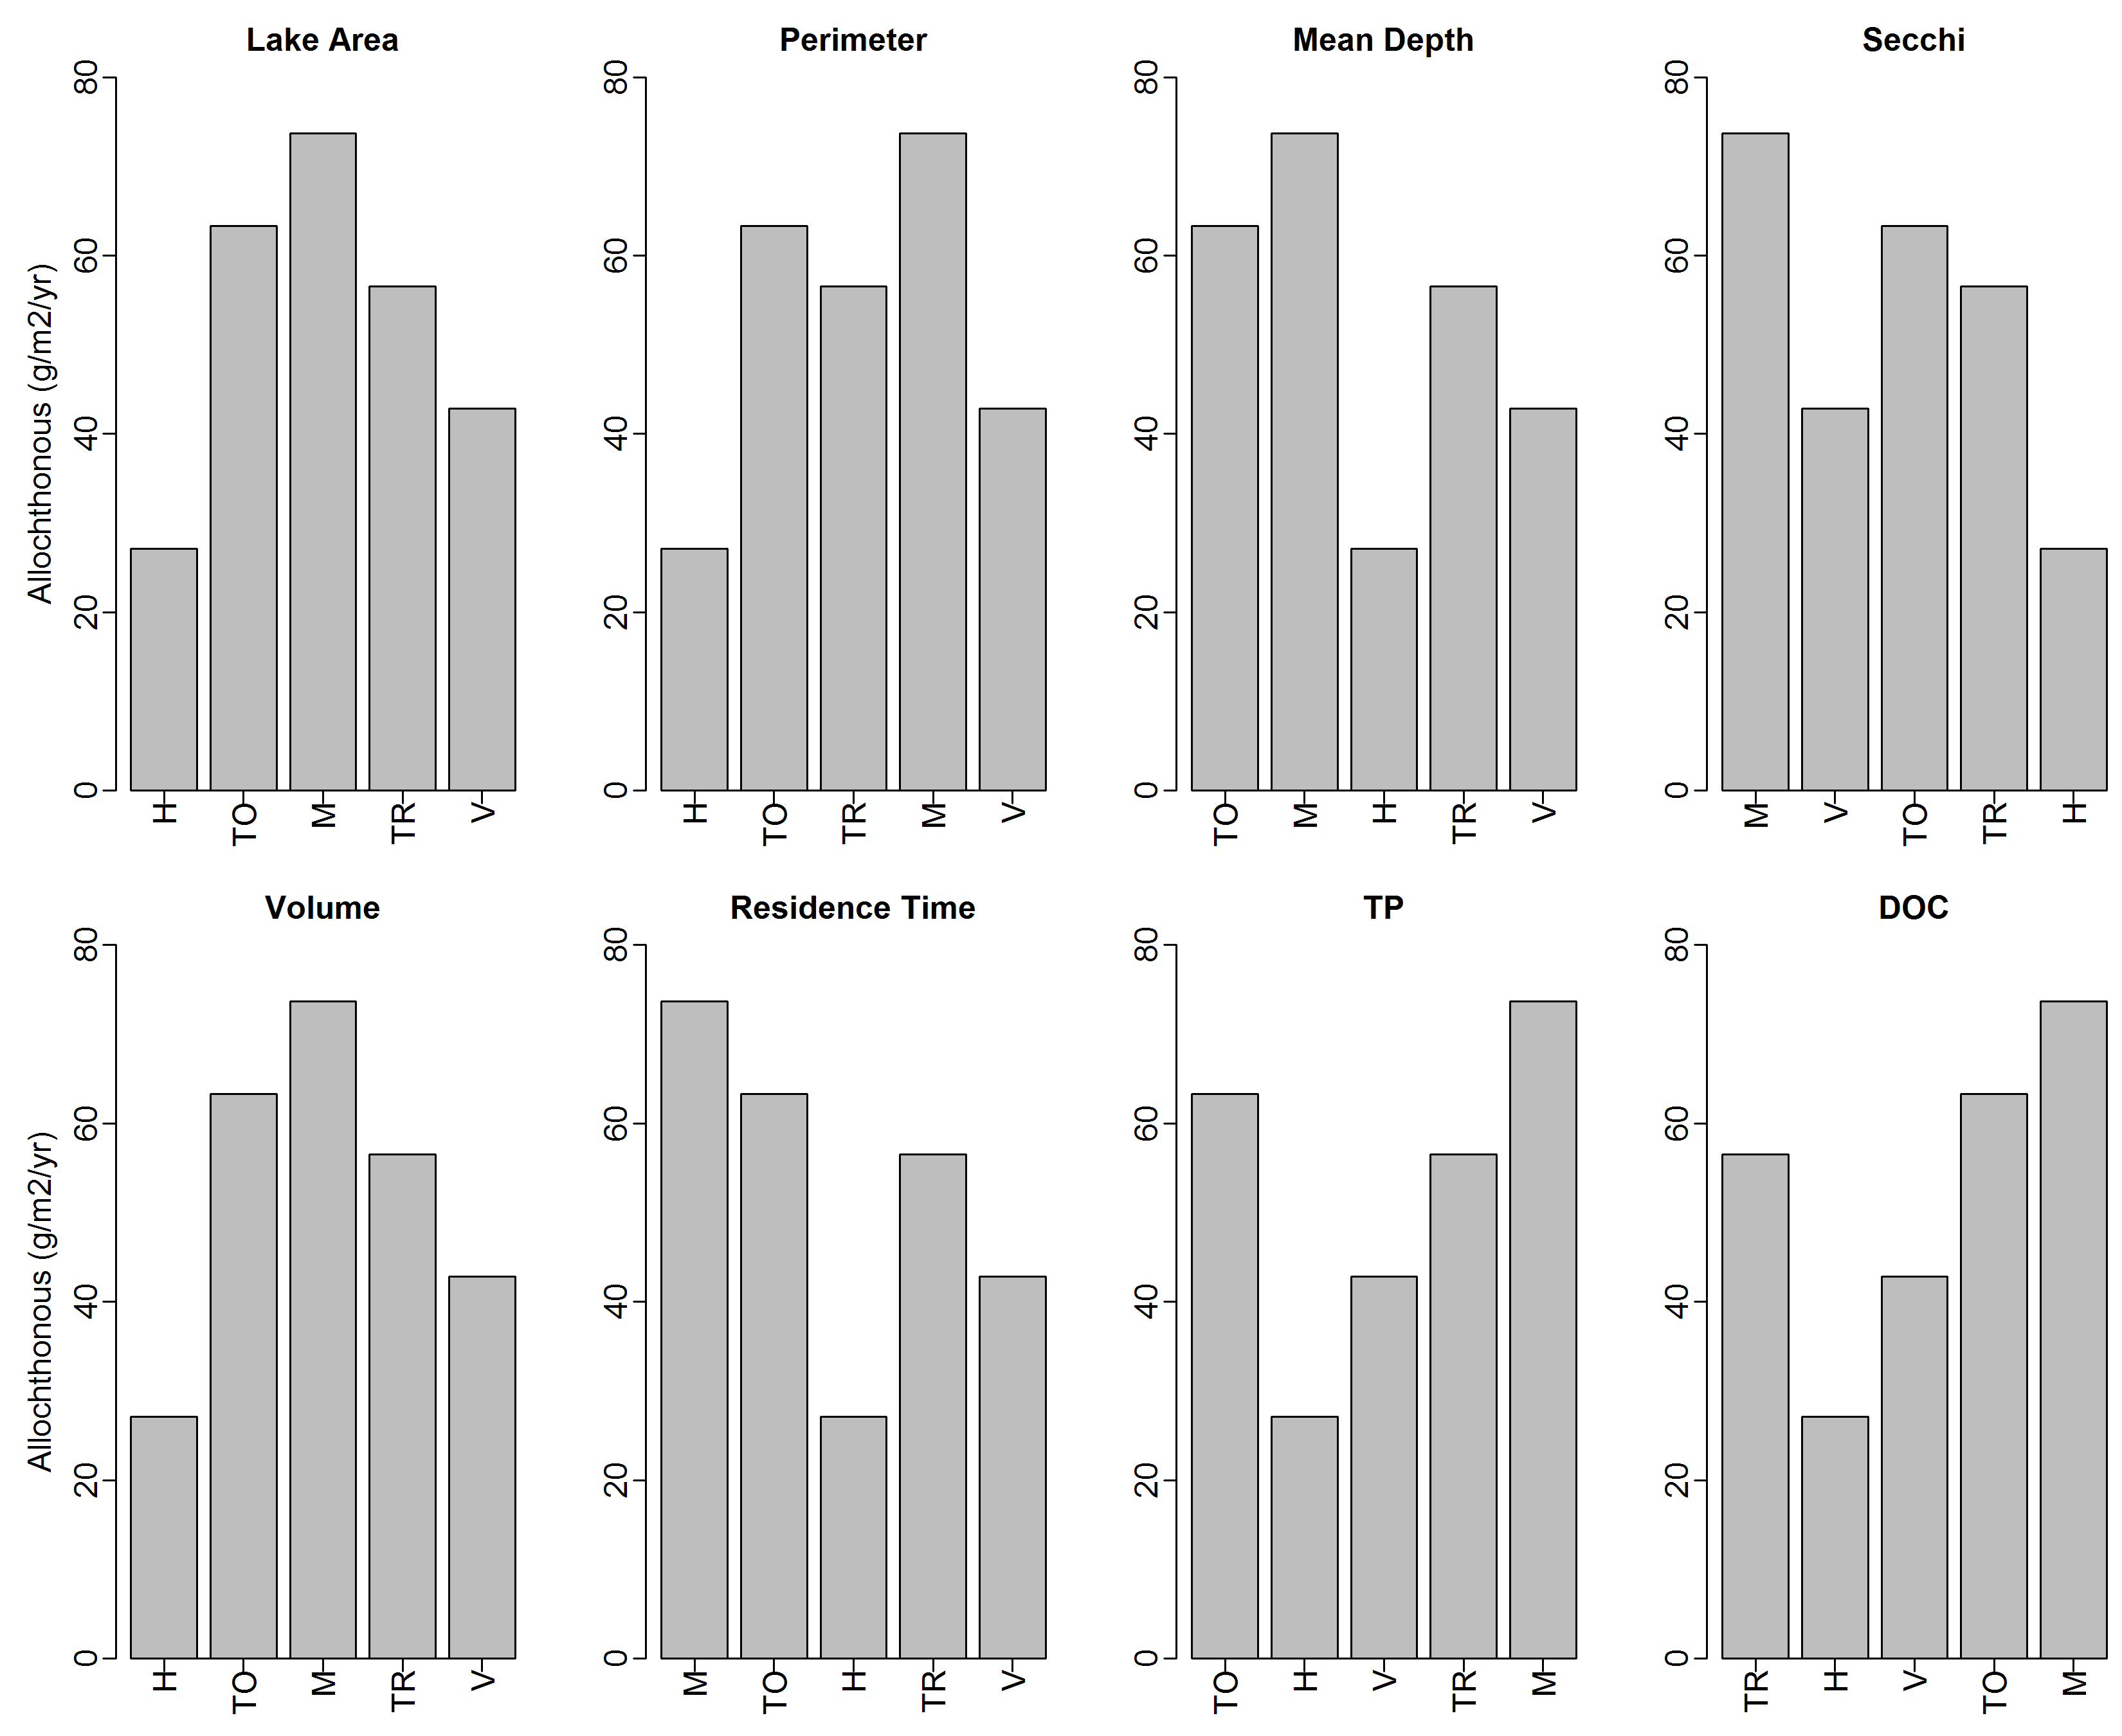 Lake Area
Perimeter
Mean Depth
Secchi
Allochthonous (g/m2/yr)
0 20 40 60 80
H TO M TR V
0 20 40 60 80
H TO TR M V
0 20 40 60 80
TO M H TR V
0 20 40 60 80
M V TO TR H
Volume
Residence Time
TP
DOC
Allochthonous (g/m2/yr)
0 20 40 60 80
H TO M TR V
0 20 40 60 80
M TO H TR V
0 20 40 60 80
TO H V TR M
0 20 40 60 80
TR H V TO M